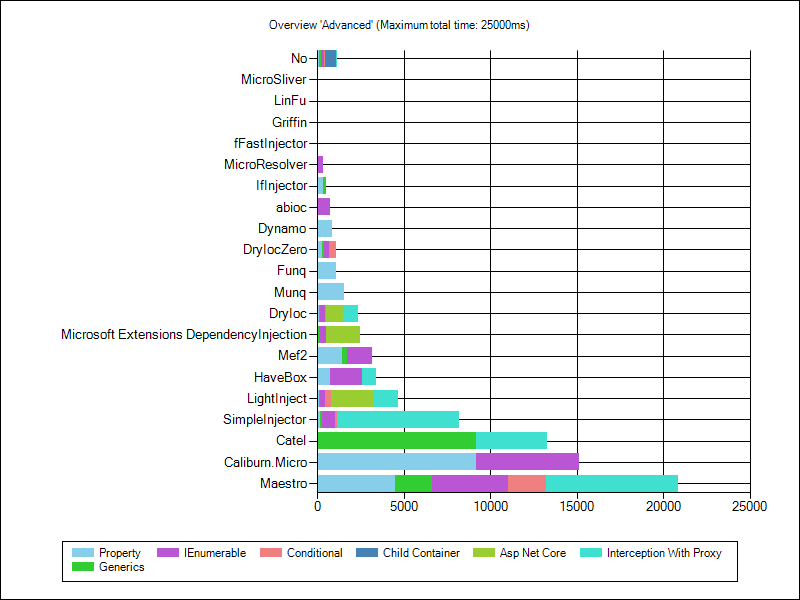 Overview 'Advanced' (Maximum total time: 25000ms)
No
MicroSliver
LinFu
Griffin
fFastInjector
MicroResolver
IfInjector
abioc
Dynamo
DryIocZero
Funq
Munq
DryIoc
Microsoft Extensions DependencyInjection
Mef2
HaveBox
LightInject
SimpleInjector
Catel
Caliburn.Micro
Maestro
0 5000 10000 15000 20000 25000
Property IEnumerable Conditional Child Container Asp Net Core Interception With Proxy
Generics